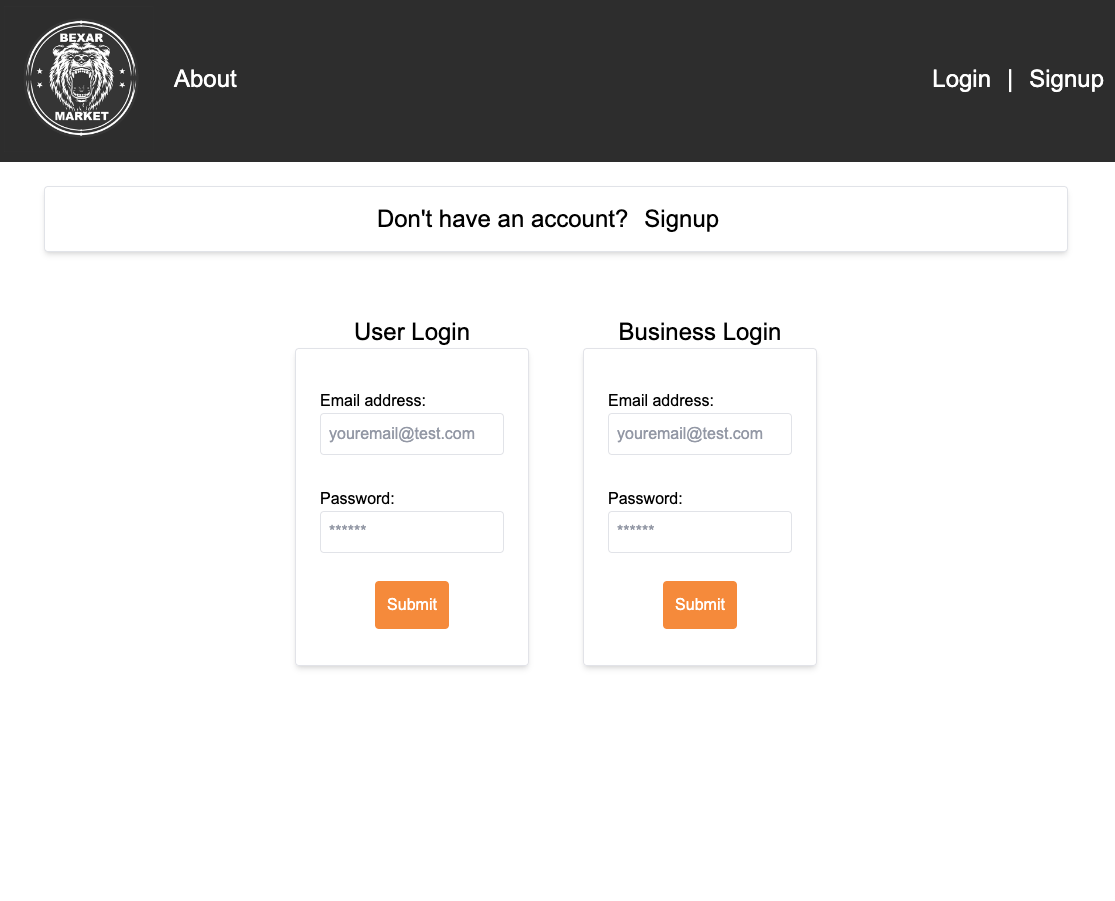 BEXAR
MARKET
About
Login | Signup
Don't have an account? Signup
User Login
Email address:
youremail@test.com
Password:
******
Submit
Business Login
Email address:
youremail@test.com
Password:
******
Submit